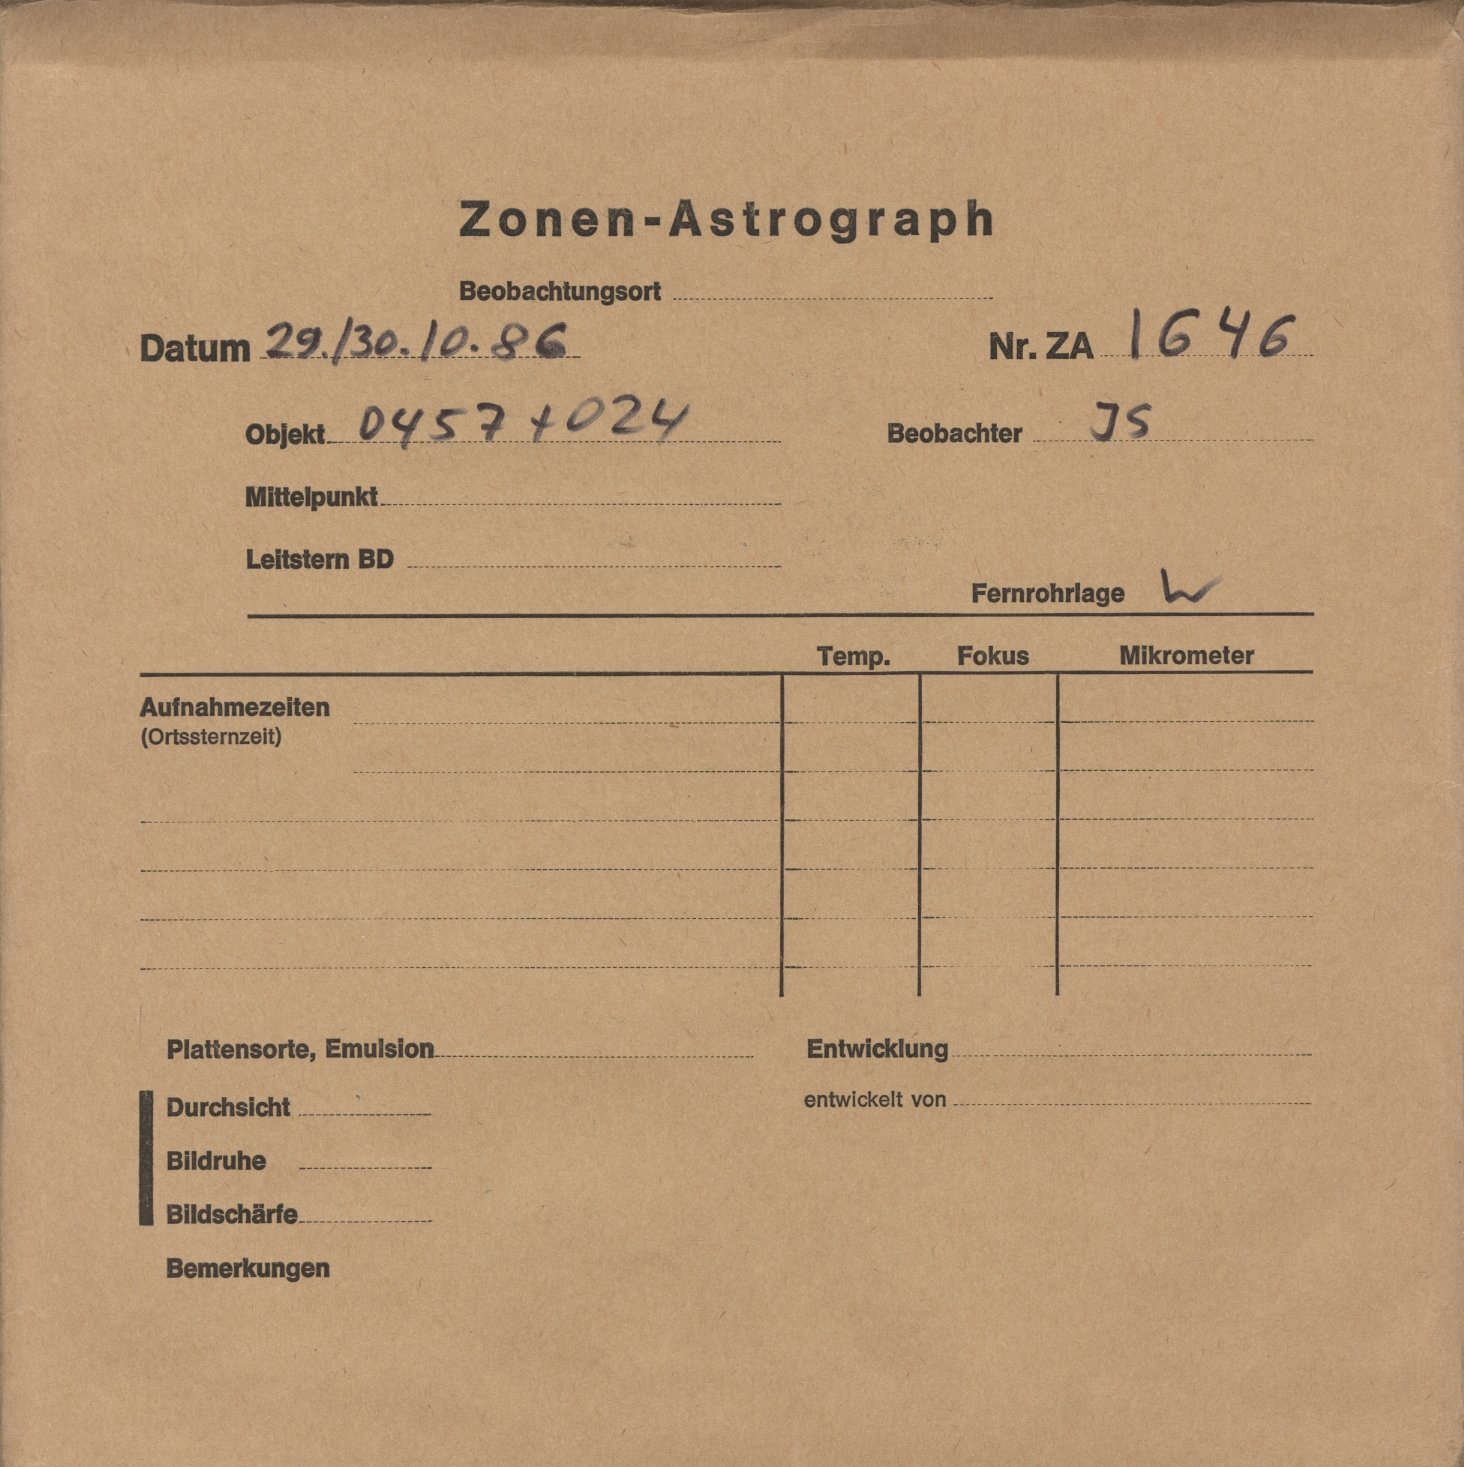 Zonen-Astrograph
Beobachtungsort
Datum 29./30.10.86 Nr. ZA 1646
Objekt 0457+024 Beobachter JS
Mittelpunkt
Leitstern BD
Fernrohrlage W
Temp. Fokus Mikrometer
Aufnahmezeiten
(Ortssternzeit)
Plattensorte, Emulsion Entwicklung
Durchsicht entwickelt von
Bildruhe
Bildschärfe
Bemerkungen